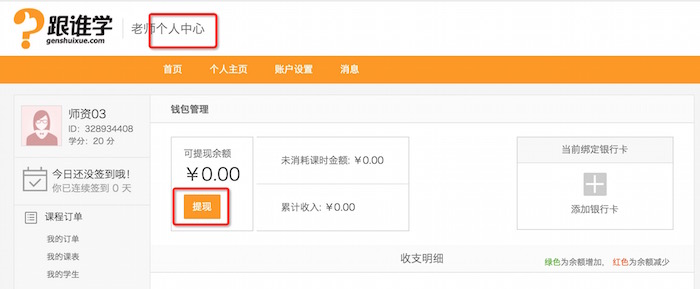 跟谁学
genshuixue.com
老师个人中心
首页 个人主页 账户设置 消息
师资03
ID: 328934408
学分: 20 分
今日还没签到哦!
你已连续签到 0 天
课程订单
我的订单
我的课表
我的学生
钱包管理
可提现余额
￥0.00
提现
未消耗课时金额: ￥0.00
累计收入: ￥0.00
当前绑定银行卡
添加银行卡
收支明细
绿色为余额增加, 红色为余额减少